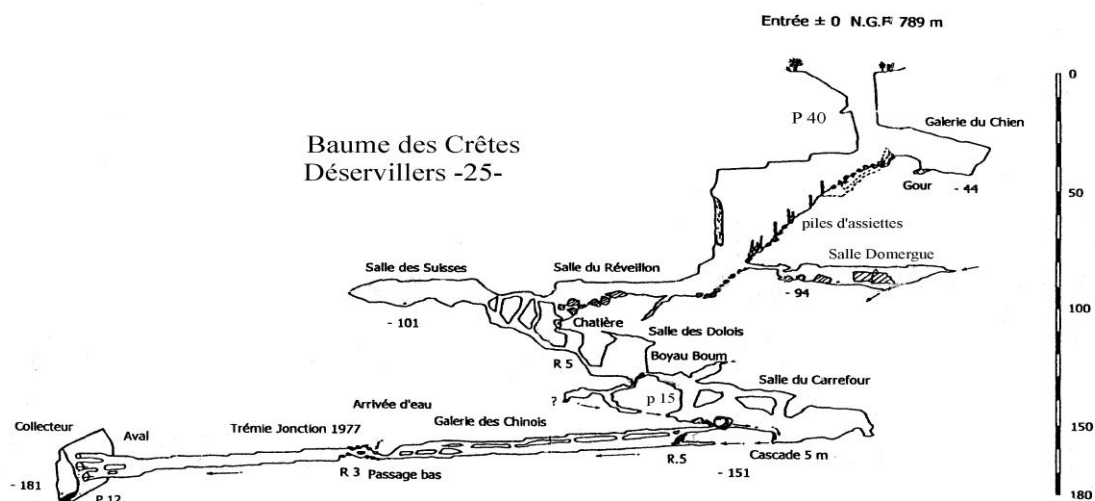 Entrée ± 0 N.G.F 789 m
0
P 40
Galerie du Chien
Baume des Crêtes
Déservillers -25-
Gour
- 44
50
piles d'assiettes
Salle Domergue
Salle des Suisses
Salle du Réveillon
- 94
100
- 101
Chatière
Salle des Dolois
R 5
Boyau Boum
Salle du Carrefour
?
p 15
Arrivée d'eau
Collecteur
Aval
Trémie Jonction 1977
Galerie des Chinois
150
R 3
Passage bas
R.5
- 151
Cascade 5 m
- 181
P 12
180